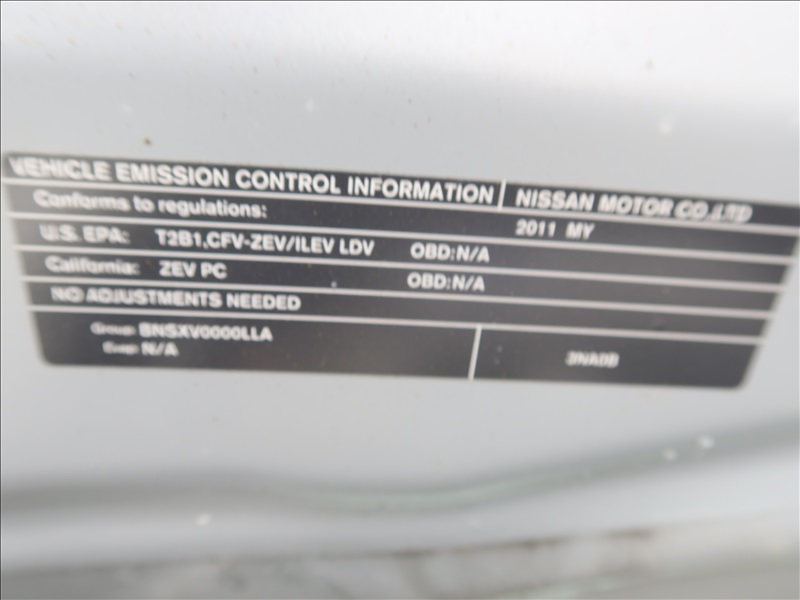 VEHICLE EMISSION CONTROL INFORMATION NISSAN MOTOR CO.,LTD
Conforms to regulations: 2011 MY
U.S. EPA: T2B1,CFV-ZEV/ILEV LDV OBD:N/A
California: ZEV PC OBD:N/A
NO ADJUSTMENTS NEEDED
Group: BNSXV0000LLA
Evap: N/A
3NA0B